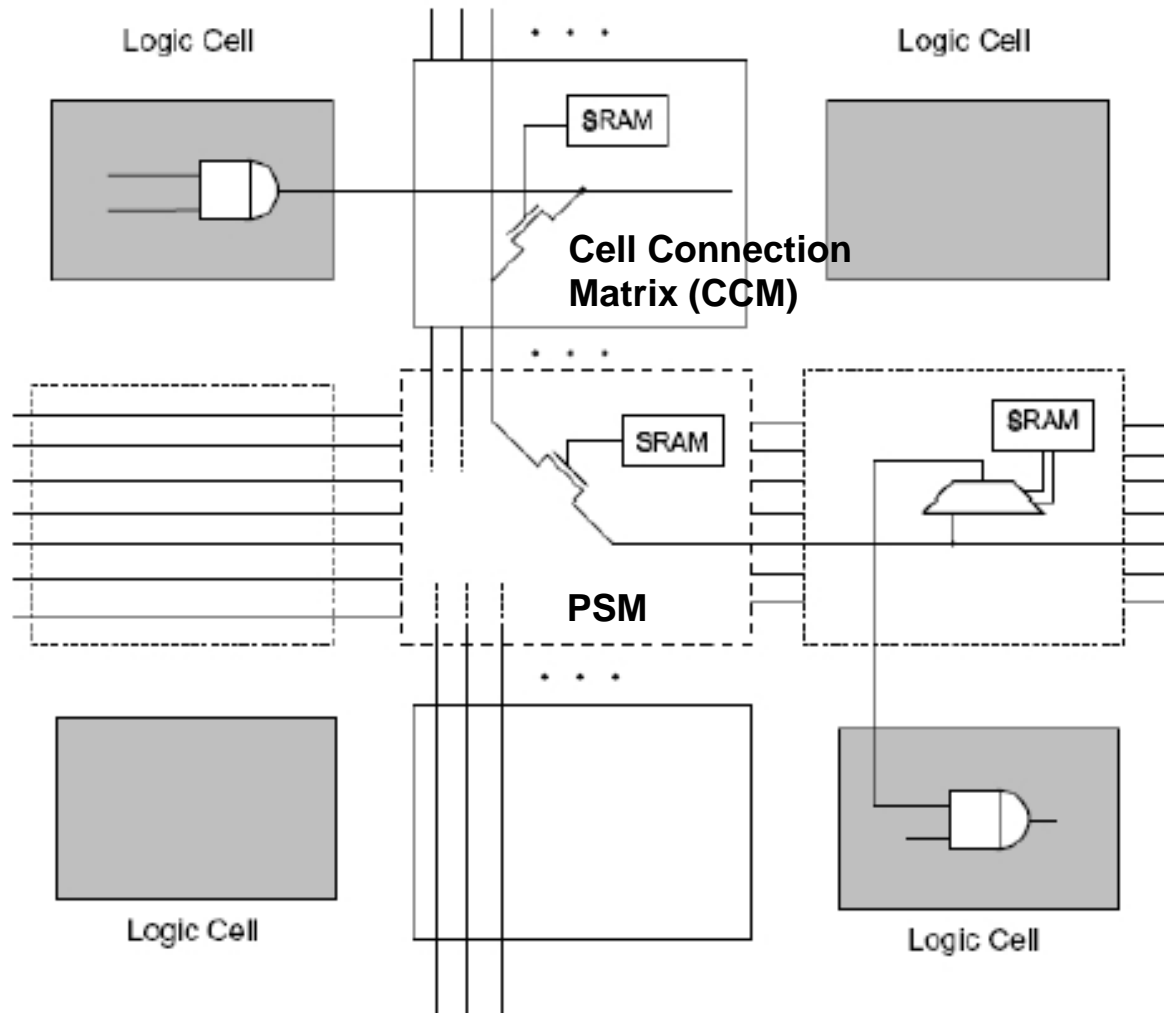 Logic Cell
Logic Cell
SRAM
Cell Connection
Matrix (CCM)
SRAM
SRAM
PSM
Logic Cell
Logic Cell